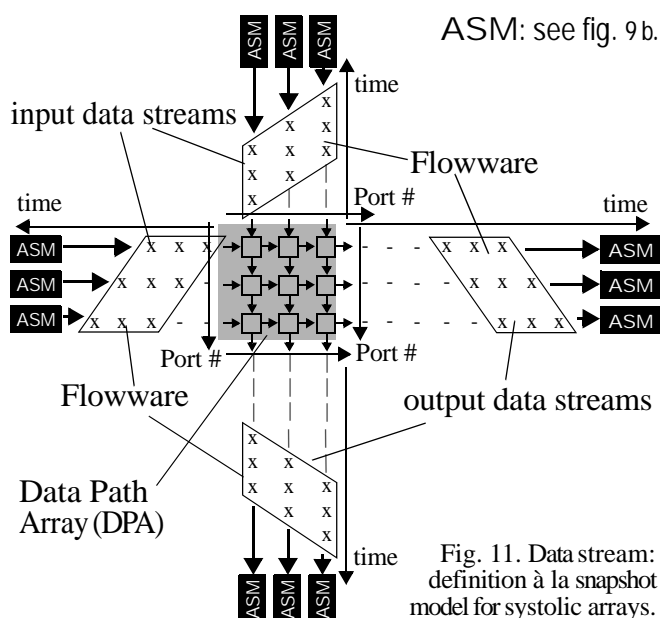 ASM ASM ASM
ASM: see fig. 9b.
time
input data streams
x
x
x x x
x x x
x x
x
Flowware
time
Port #
time
ASM x x x - - - - x x x ASM
ASM x x x - - - - - x x x ASM
ASM x x x - - - - - - - x x x ASM
Port #
Port #
Flowware
output data streams
x
x x
x x x
x x
x
Data Path
Array (DPA)
time
ASM ASM ASM
Fig. 11. Data stream:
definition à la snapshot
model for systolic arrays.